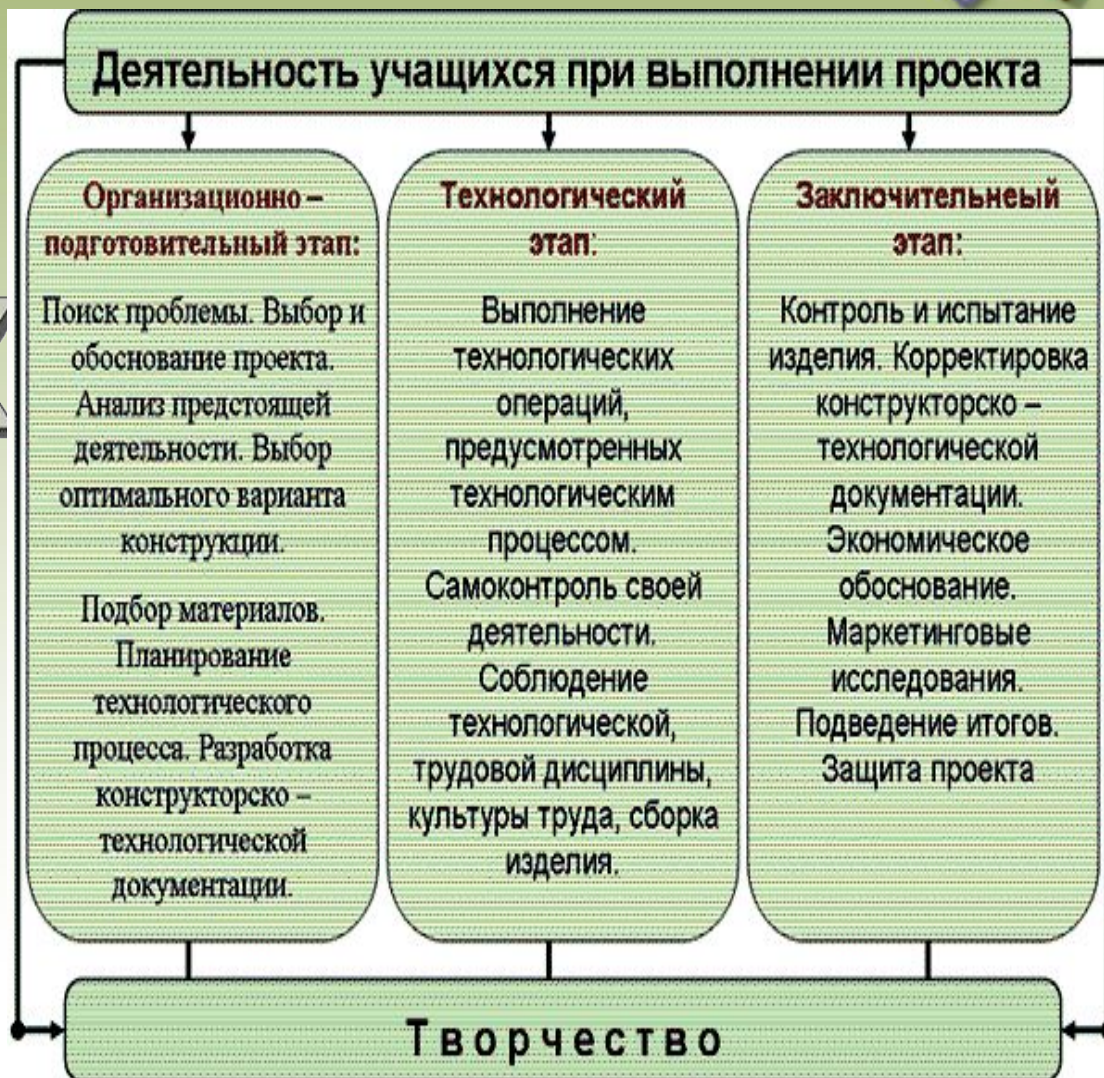 Деятельность учащихся при выполнении проекта
Организационно –
подготовительный этап:
Поиск проблемы. Выбор и
обоснование проекта.
Анализ предстоящей
деятельности. Выбор
оптимального варианта
конструкции.
Подбор материалов.
Планирование
технологического
процесса. Разработка
конструкторско –
технологической
документации.
Технологический
этап:
Выполнение
технологических
операций,
предусмотренных
технологическим
процессом.
Самоконтроль своей
деятельности.
Соблюдение
технологической,
трудовой дисциплины,
культуры труда, сборка
изделия.
Заключительнеый
этап:
Контроль и испытание
изделия. Корректировка
конструкторско –
технологической
документации.
Экономическое
обоснование.
Маркетинговые
исследования.
Подведение итогов.
Защита проекта
Творчество